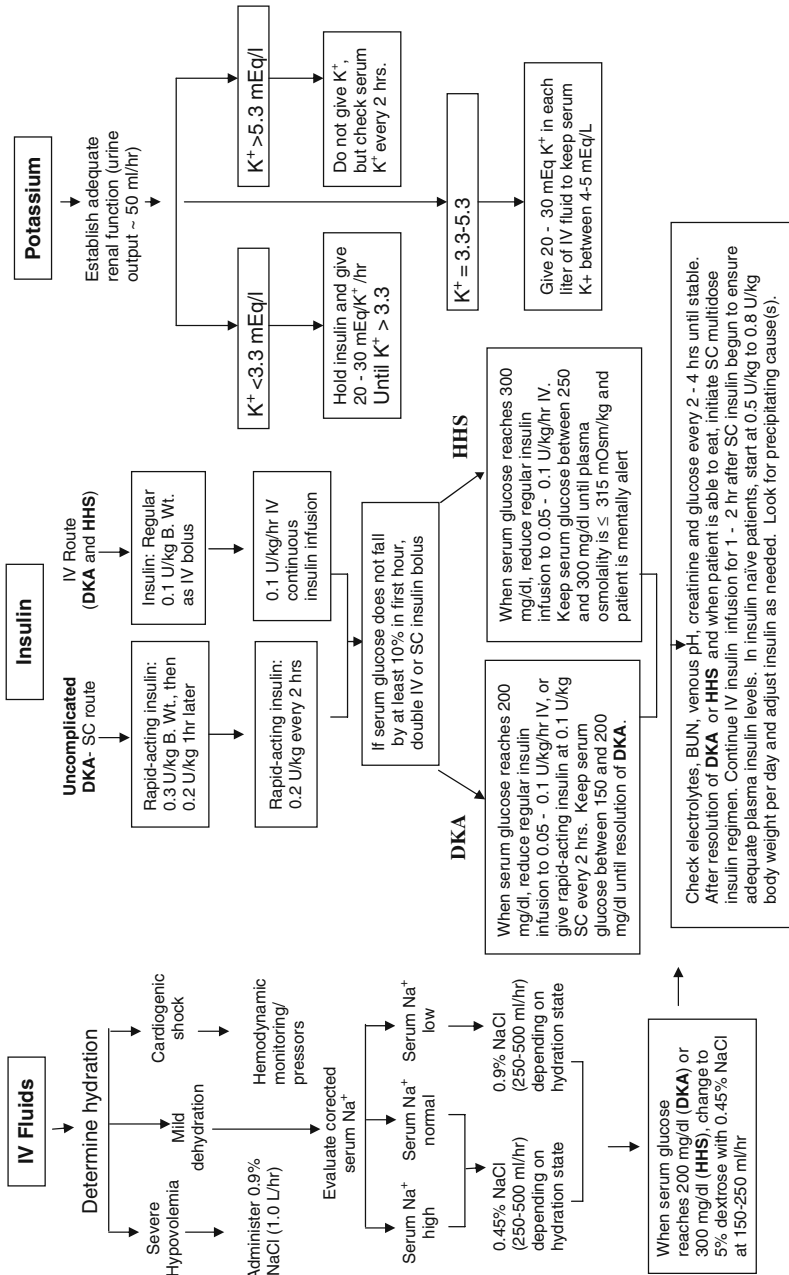 IV Fluids
Determine hydration
Severe
Hypovolemia
Administer 0.9%
NaCl (1.0 L/hr)
Mild
dehydration
Cardiogenic
shock
Hemodynamic
monitoring/
pressors
Evaluate corected
serum Na+
Serum Na+
high
Serum Na+
normal
Serum Na+
low
0.45% NaCl
(250-500 ml/hr)
depending on
hydration state
0.9% NaCl
(250-500 ml/hr)
depending on
hydration state
When serum glucose
reaches 200 mg/dl (DKA) or
300 mg/dl (HHS), change to
5% dextrose with 0.45% NaCl
at 150-250 ml/hr
Insulin
Uncomplicated
DKA- SC route
IV Route
(DKA and HHS)
Rapid-acting insulin:
0.3 U/kg B. Wt., then
0.2 U/kg 1hr later
Insulin: Regular
0.1 U/kg B. Wt.
as IV bolus
Rapid-acting insulin:
0.2 U/kg every 2 hrs
0.1 U/kg/hr IV
continuous
insulin infusion
If serum glucose does not fall
by at least 10% in first hour,
double IV or SC insulin bolus
DKA
HHS
When serum glucose reaches 200
mg/dl, reduce regular insulin
infusion to 0.05 - 0.1 U/kg/hr IV, or
give rapid-acting insulin at 0.1 U/kg
SC every 2 hrs. Keep serum
glucose between 150 and 200
mg/dl until resolution of DKA.
When serum glucose reaches 300
mg/dl, reduce regular insulin
infusion to 0.05 - 0.1 U/kg/hr IV.
Keep serum glucose between 250
and 300 mg/dl until plasma
osmolality is ≤ 315 mOsm/kg and
patient is mentally alert
Potassium
Establish adequate
renal function (urine
output ~ 50 ml/hr)
K+ <3.3 mEq/l
K+ >5.3 mEq/l
Hold insulin and give
20 - 30 mEq/K+ /hr
Until K+ > 3.3
Do not give K+,
but check serum
K+ every 2 hrs.
K+ = 3.3-5.3
Give 20 - 30 mEq K+ in each
liter of IV fluid to keep serum
K+ between 4-5 mEq/L
Check electrolytes, BUN, venous pH, creatinine and glucose every 2 - 4 hrs until stable.
After resolution of DKA or HHS and when patient is able to eat, initiate SC multidose
insulin regimen. Continue IV insulin infusion for 1 - 2 hr after SC insulin begun to ensure
adequate plasma insulin levels. In insulin naïve patients, start at 0.5 U/kg to 0.8 U/kg
body weight per day and adjust insulin as needed. Look for precipitating cause(s).